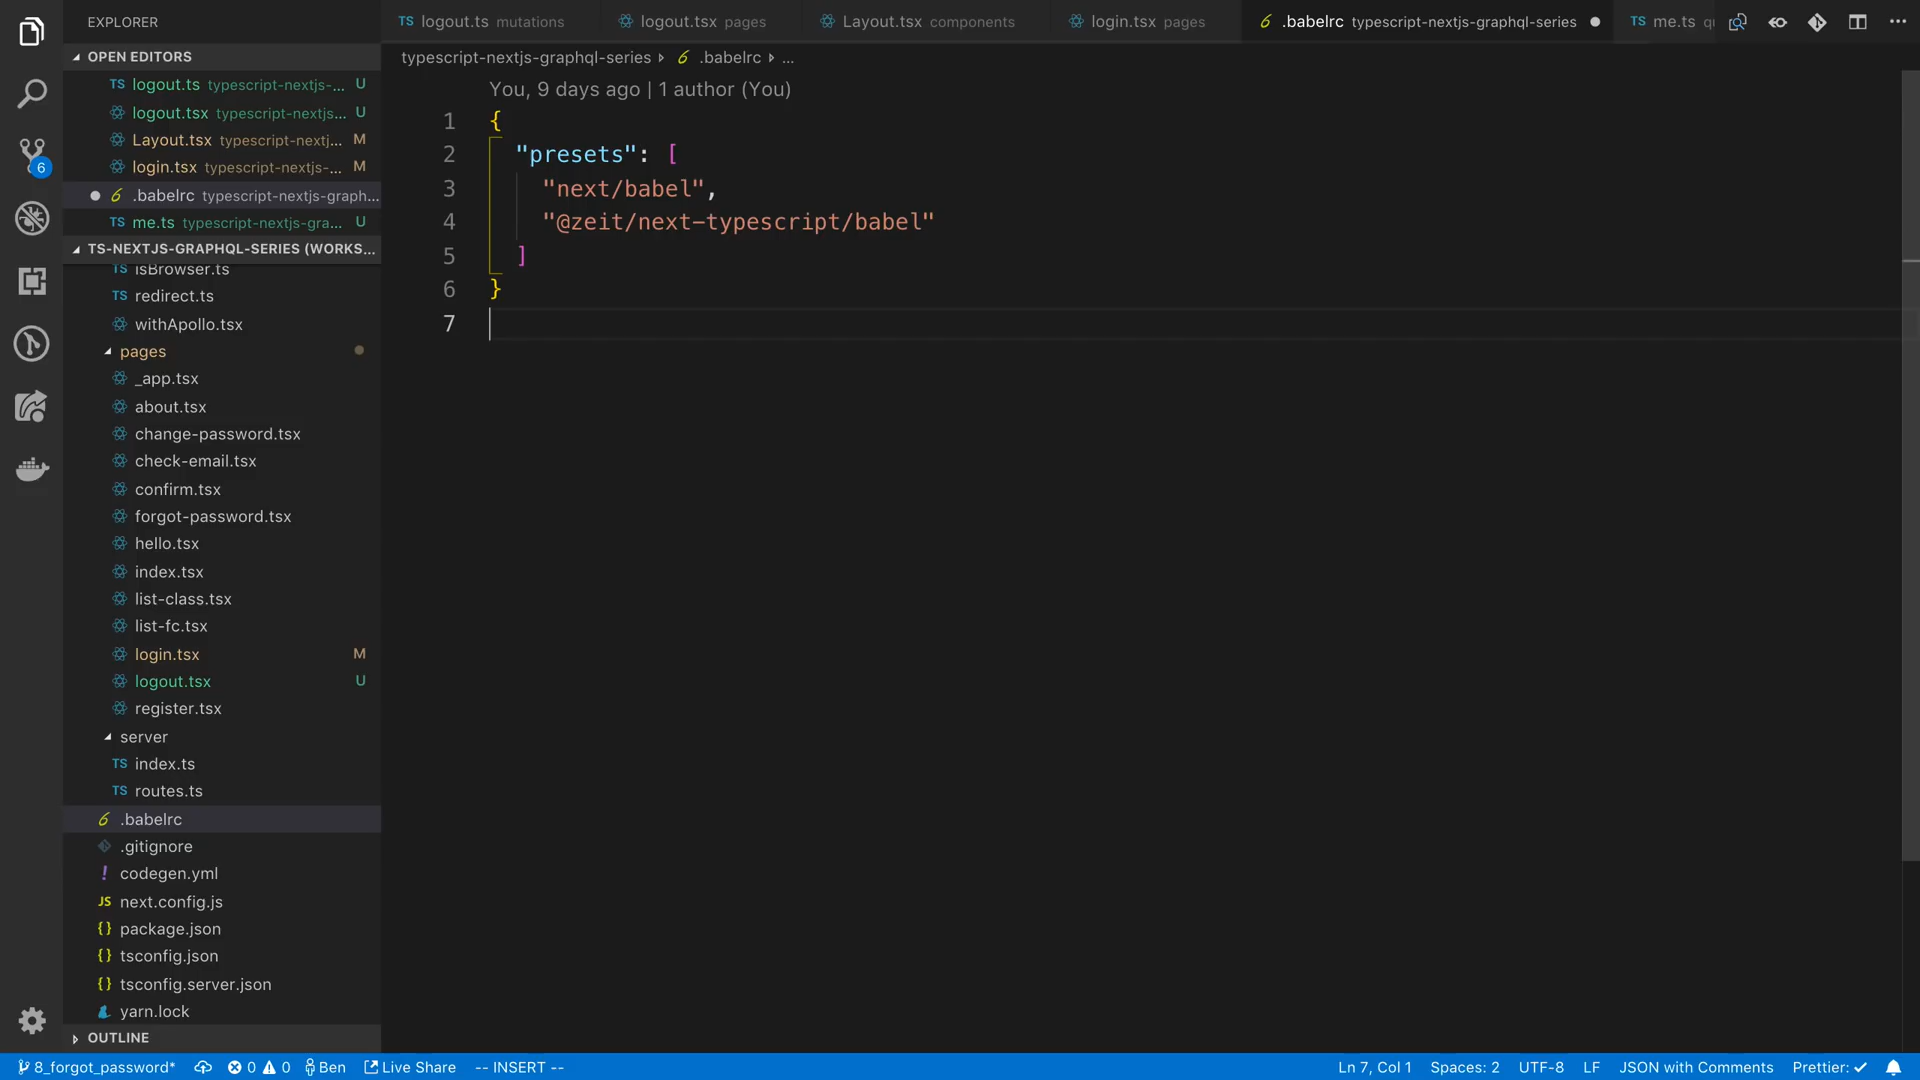 EXPLORER
OPEN EDITORS
TS logout.ts typescript-nextjs-... U
logout.tsx typescript-nextjs... U
Layout.tsx typescript-nextj... M
login.tsx typescript-nextjs-... M
6 .babelrc typescript-nextjs-graph...
TS me.ts typescript-nextjs-gra... U
TS-NEXTJS-GRAPHQL-SERIES (WORKS...
TS isBrowser.ts
TS redirect.ts
withApollo.tsx
pages
_app.tsx
about.tsx
change-password.tsx
check-email.tsx
confirm.tsx
forgot-password.tsx
hello.tsx
index.tsx
list-class.tsx
list-fc.tsx
login.tsx M
logout.tsx U
register.tsx
server
TS index.ts
TS routes.ts
6 .babelrc
.gitignore
! codegen.yml
JS next.config.js
{} package.json
{} tsconfig.json
{} tsconfig.server.json
yarn.lock
OUTLINE
6
TS logout.ts mutations
logout.tsx pages
Layout.tsx components
login.tsx pages
6 .babelrc typescript-nextjs-graphql-series
TS me.ts
typescript-nextjs-graphql-series 6 .babelrc ...
You, 9 days ago | 1 author (You)
1 {
2 "presets": [
3 "next/babel",
4 "@zeit/next-typescript/babel"
5 ]
6 }
7
8_forgot_password* 0 0 Ben Live Share -- INSERT -- Ln 7, Col 1 Spaces: 2 UTF-8 LF JSON with Comments Prettier: ✓